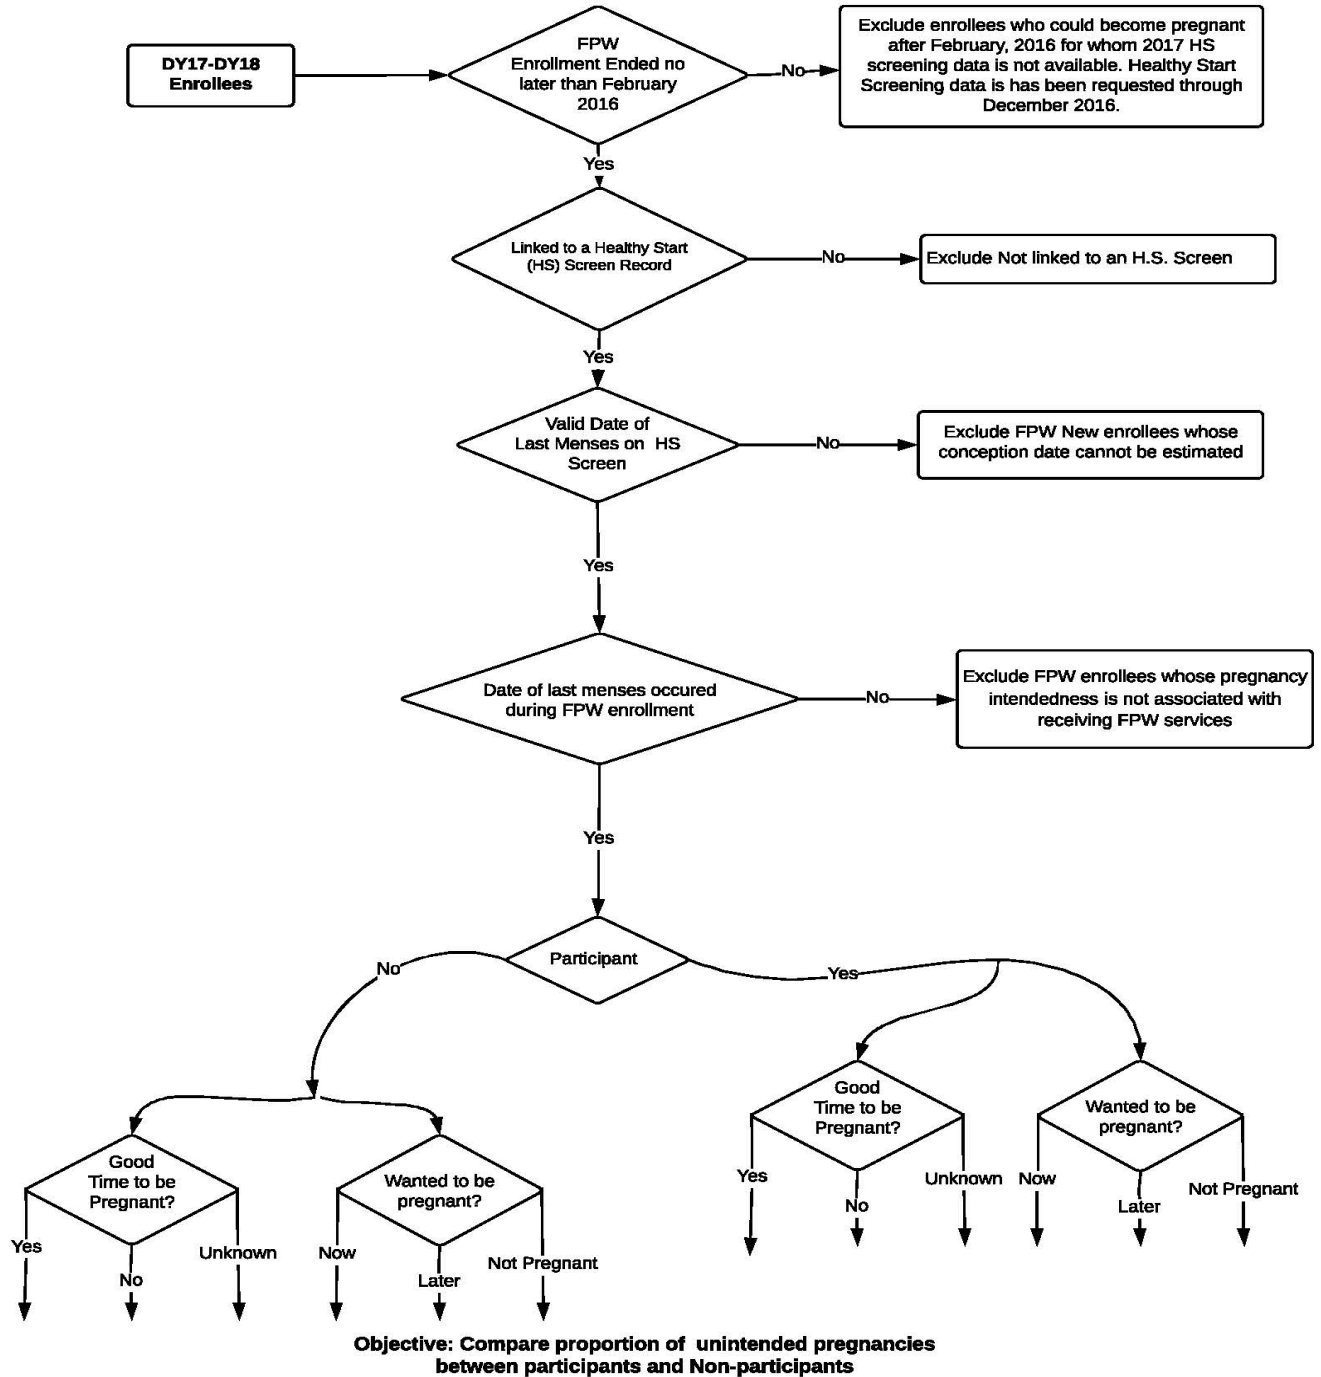 DY17-DY18
Enrollees
FPW
Enrollment Ended no
later than February
2016
No
Exclude enrollees who could become pregnant
after February, 2016 for whom 2017 HS
screening data is not available. Healthy Start
Screening data is has been requested through
December 2016.
Yes
Linked to a Healthy Start
(HS) Screen Record
No
Exclude Not linked to an H.S. Screen
Yes
Valid Date of
Last Menses on HS
Screen
No
Exclude FPW New enrollees whose
conception date cannot be estimated
Yes
Date of last menses occured
during FPW enrollment
No
Exclude FPW enrollees whose pregnancy
intendedness is not associated with
receiving FPW services
Yes
Participant
No
Yes
Good
Time to be
Pregnant?
Yes
No
Unknown
Wanted to be
pregnant?
Now
Later
Not Pregnant
Good
Time to be
Pregnant?
Yes
No
Unknown
Wanted to be
pregnant?
Now
Later
Not Pregnant
Objective: Compare proportion of unintended pregnancies
between participants and Non-participants